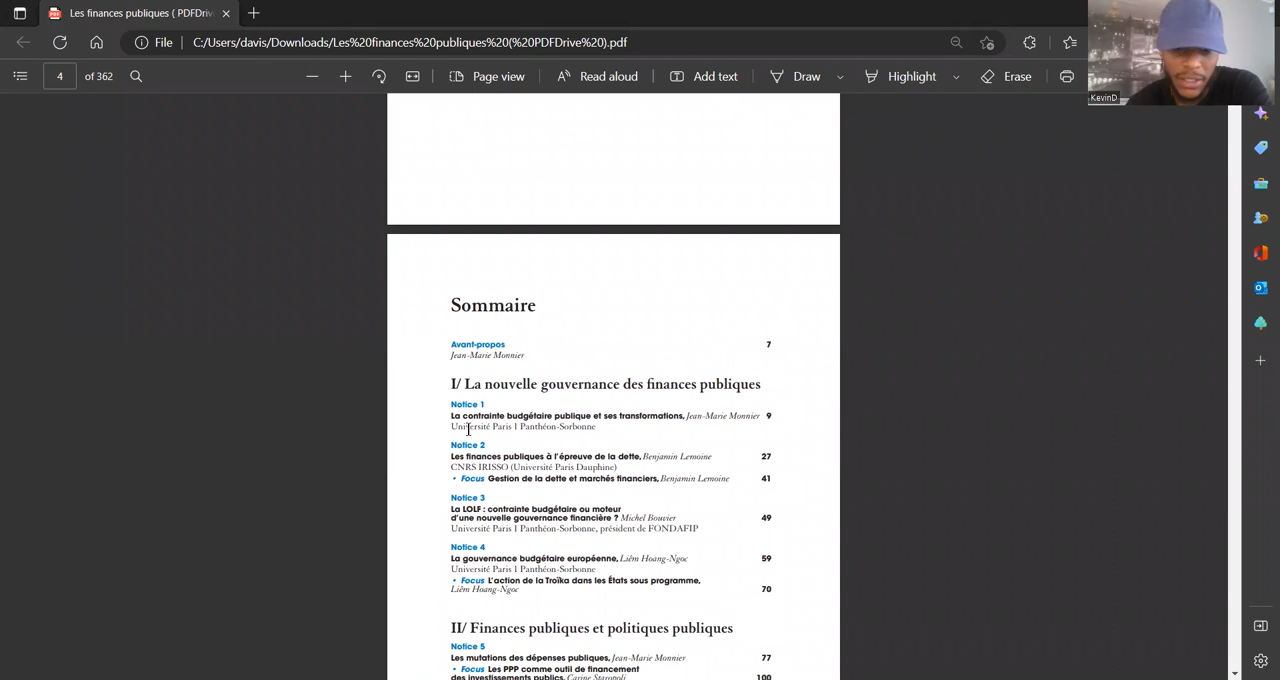 Les finances publiques ( PDFDriv
File
C:/Users/davis/Downloads/Les%20finances%20publiques%20(%20PDFDrive%20).pdf
4 of 362
Page view
Read aloud
Add text
Draw
Highlight
Erase
KevinD
Sommaire
Avant-propos 7
Jean-Marie Monnier
I/ La nouvelle gouvernance des finances publiques
Notice 1
La contrainte budgétaire publique et ses transformations, Jean-Marie Monnier 9
Université Paris 1 Panthéon-Sorbonne
Notice 2
Les finances publiques à l'épreuve de la dette, Benjamin Lemoine 27
CNRS IRISSO (Université Paris Dauphine)
• Focus Gestion de la dette et marchés financiers, Benjamin Lemoine 41
Notice 3
La LOLF : contrainte budgétaire ou moteur
d'une nouvelle gouvernance financière ? Michel Bouvier 49
Université Paris 1 Panthéon-Sorbonne, président de FONDAFIP
Notice 4
La gouvernance budgétaire européenne, Liêm Hoang-Ngoc 59
Université Paris 1 Panthéon-Sorbonne
• Focus L'action de la Troïka dans les États sous programme,
Liêm Hoang-Ngoc 70
II/ Finances publiques et politiques publiques
Notice 5
Les mutations des dépenses publiques, Jean-Marie Monnier 77
• Focus Les PPP comme outil de financement
des investissements publics, Carine Staropoli 100